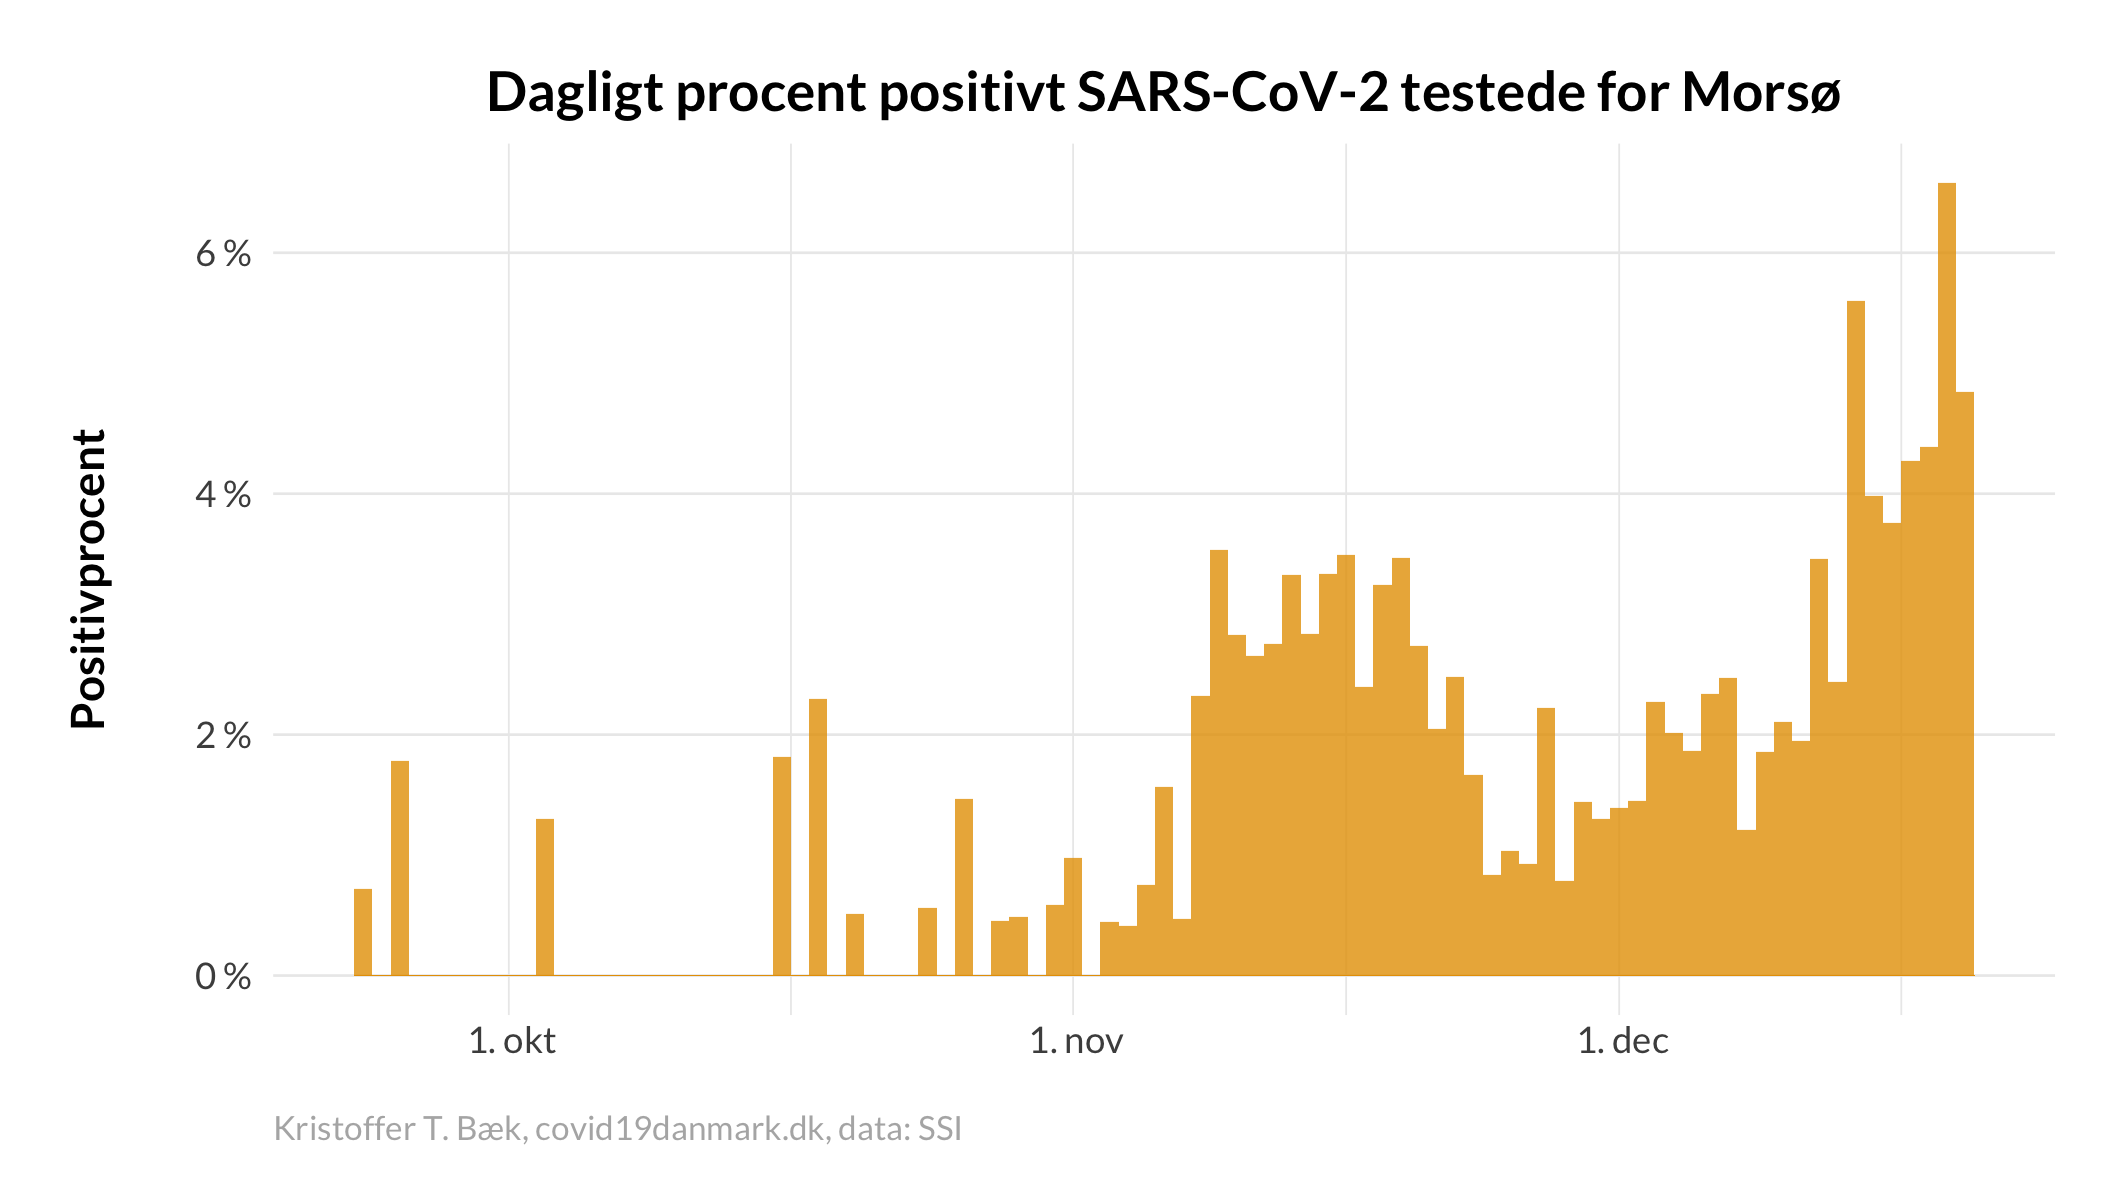 Dagligt procent positivt SARS-CoV-2 testede for Morsø
Positivprocent
6 %
4 %
2 %
0 %
1. okt
1. nov
1. dec
Kristoffer T. Bæk, covid19danmark.dk, data: SSI